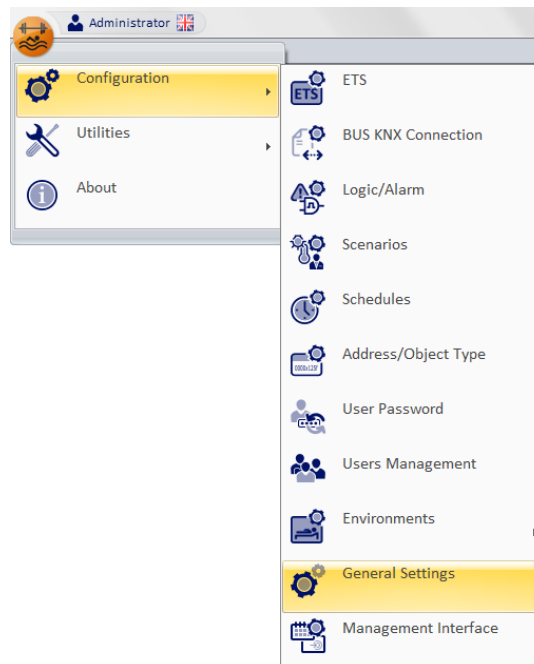 Administrator
Configuration
Utilities
About
ETS
ETS
BUS KNX Connection
Logic/Alarm
Scenarios
Schedules
Address/Object Type
User Password
Users Management
Environments
General Settings
Management Interface